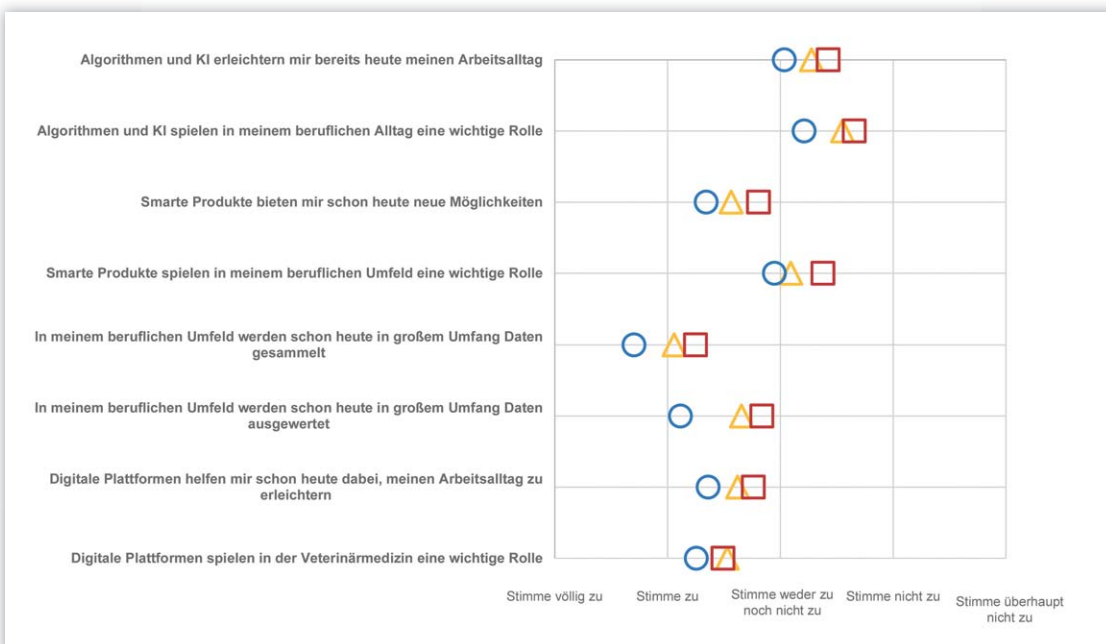 Algorithmen und KI erleichtern mir bereits heute meinen Arbeitsalltag
Algorithmen und KI spielen in meinem beruflichen Alltag eine wichtige Rolle
Smarte Produkte bieten mir schon heute neue Möglichkeiten
Smarte Produkte spielen in meinem beruflichen Umfeld eine wichtige Rolle
In meinem beruflichen Umfeld werden schon heute in großem Umfang Daten
gesammelt
In meinem beruflichen Umfeld werden schon heute in großem Umfang Daten
ausgewertet
Digitale Plattformen helfen mir schon heute dabei, meinen Arbeitsalltag zu
erleichtern
Digitale Plattformen spielen in der Veterinärmedizin eine wichtige Rolle
Stimme völlig zu
Stimme zu
Stimme weder zu
noch nicht zu
Stimme nicht zu
Stimme überhaupt
nicht zu